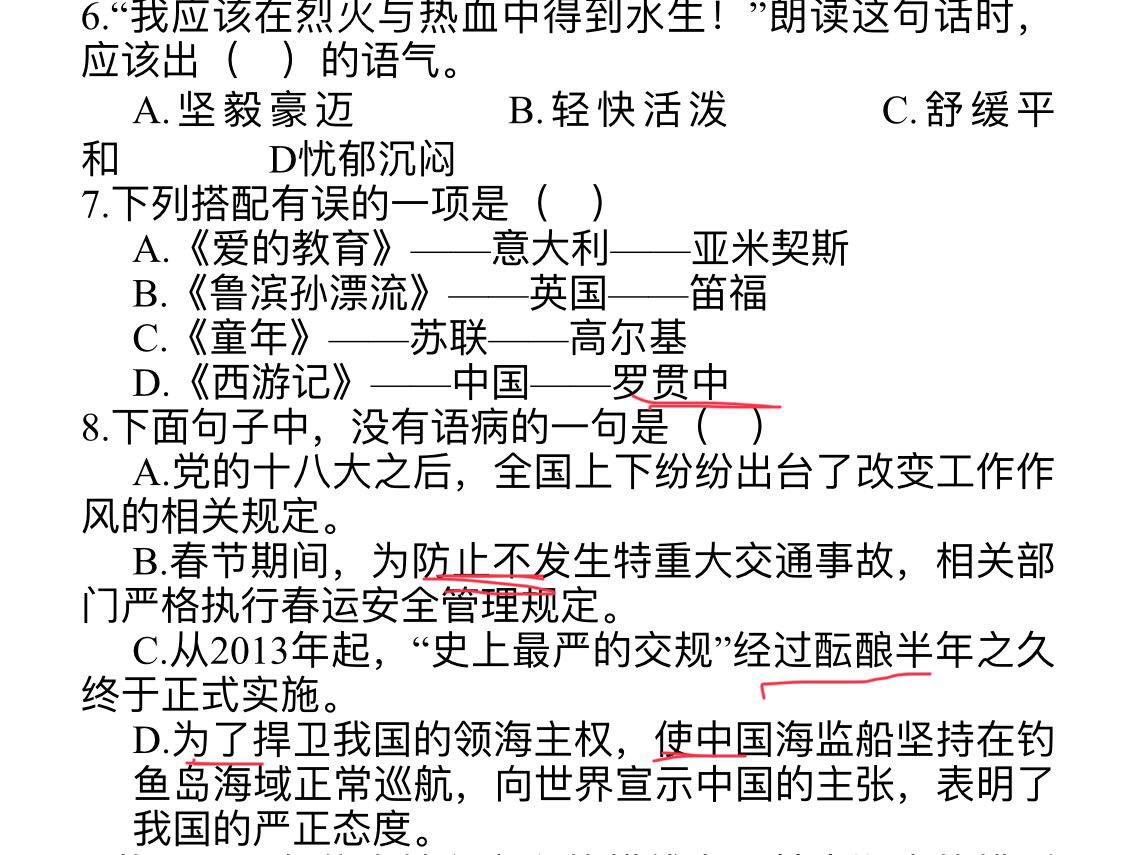 6.“我应该在烈火与热血中得到水生！”朗读这句话时，
应该出（　）的语气。
A.坚毅豪迈　　　B.轻快活泼　　　C.舒缓平
和　　　D忧郁沉闷
7.下列搭配有误的一项是（　）
A.《爱的教育》——意大利——亚米契斯
B.《鲁滨孙漂流》——英国——笛福
C.《童年》——苏联——高尔基
D.《西游记》——中国——罗贯中
8.下面句子中，没有语病的一句是（　）
A.党的十八大之后，全国上下纷纷出台了改变工作作
风的相关规定。
B.春节期间，为防止不发生特重大交通事故，相关部
门严格执行春运安全管理规定。
C.从2013年起，“史上最严的交规”经过酝酿半年之久
终于正式实施。
D.为了捍卫我国的领海主权，使中国海监船坚持在钓
鱼岛海域正常巡航，向世界宣示中国的主张，表明了
我国的严正态度。